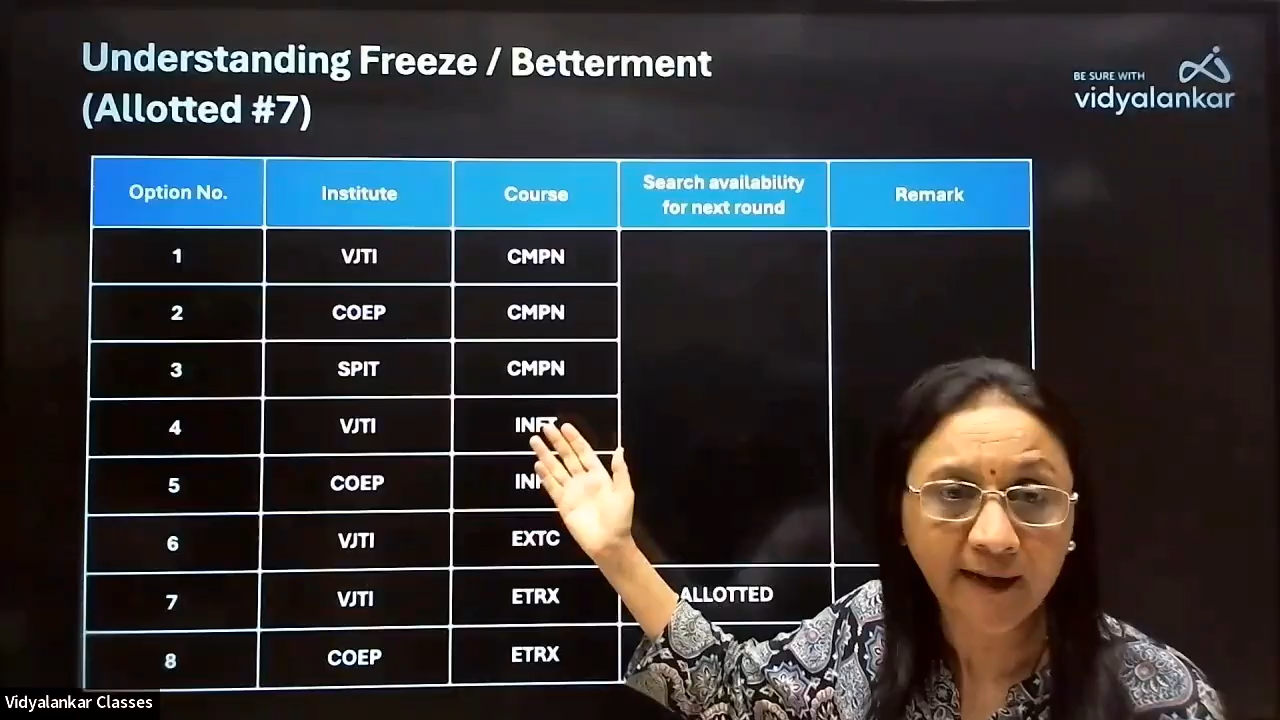 Understanding Freeze / Betterment
(Allotted #7)
BE SURE WITH
vidyalankar
Option No. Institute Course Search availability for next round Remark
1 VJTI CMPN
2 COEP CMPN
3 SPIT CMPN
4 VJTI INFT
5 COEP
6 VJTI EXTC
7 VJTI ETRX ALLOTTED
8 COEP ETRX
Vidyalankar Classes